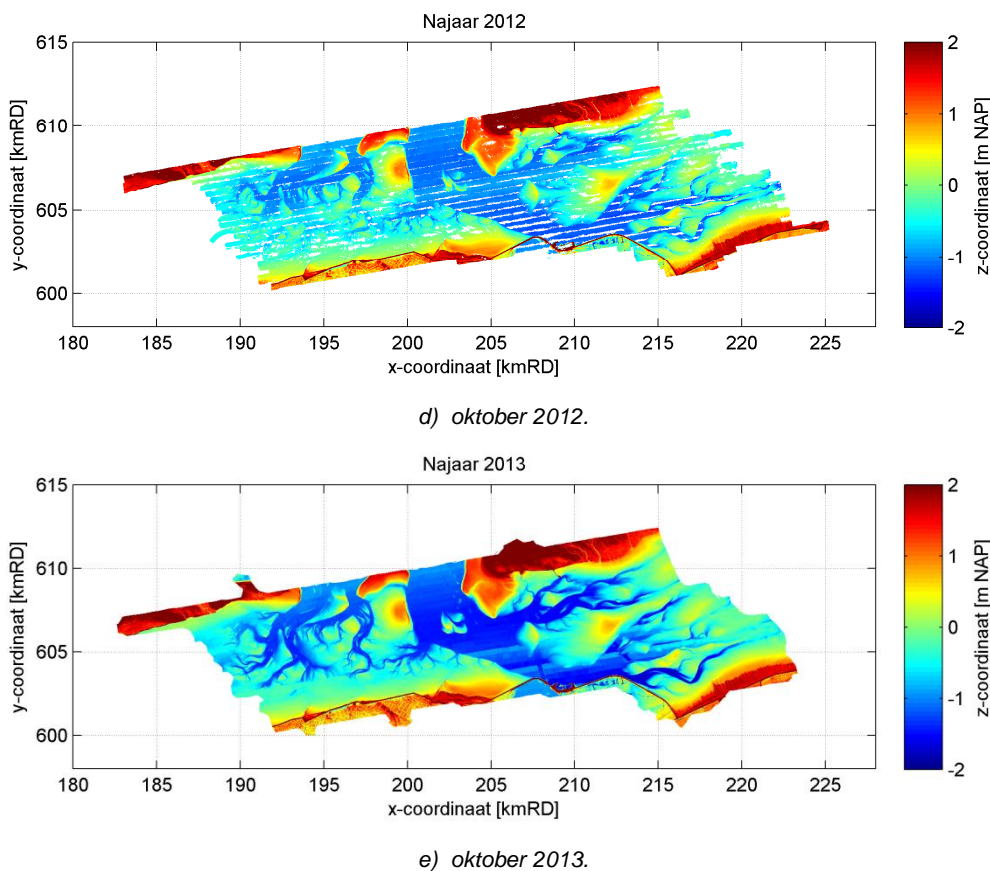 Najaar 2012
615
610
605
600
180 185 190 195 200 205 210 215 220 225
x-coordinaat [kmRD]
y-coordinaat [kmRD]
2
1
0
-1
-2
z-coordinaat [m NAP]
d) oktober 2012.
Najaar 2013
615
610
605
600
180 185 190 195 200 205 210 215 220 225
x-coordinaat [kmRD]
y-coordinaat [kmRD]
2
1
0
-1
-2
z-coordinaat [m NAP]
e) oktober 2013.